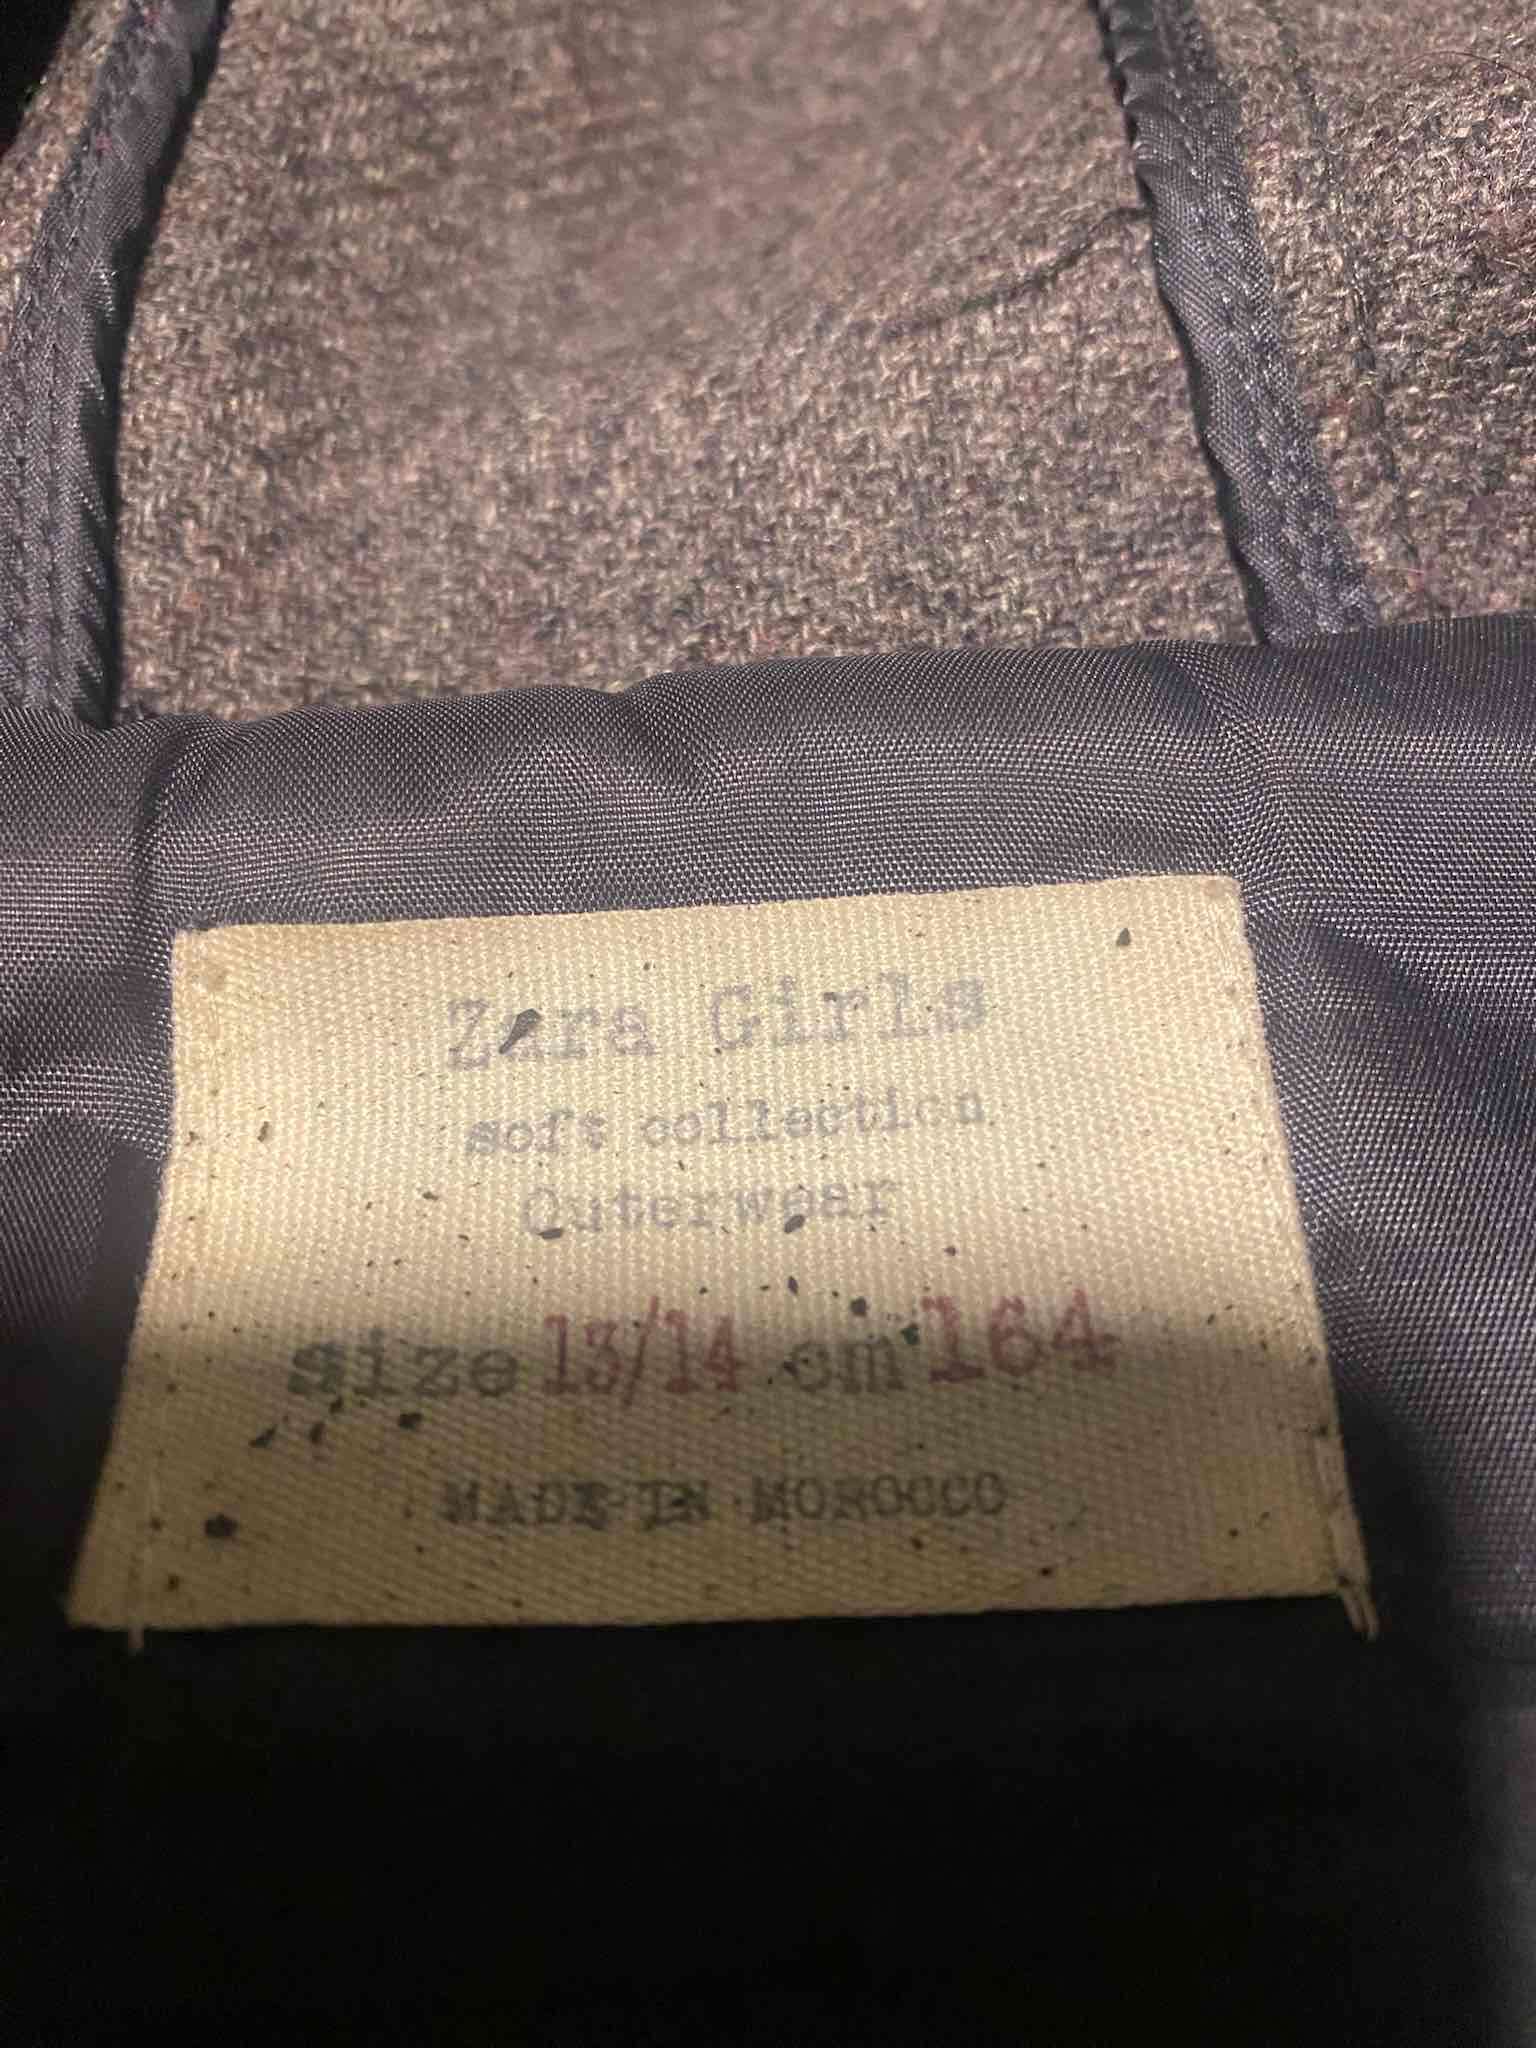 Zara Girls
soft collection
Outerwear
size 13/14 cm 164
MADE IN MOROCCO